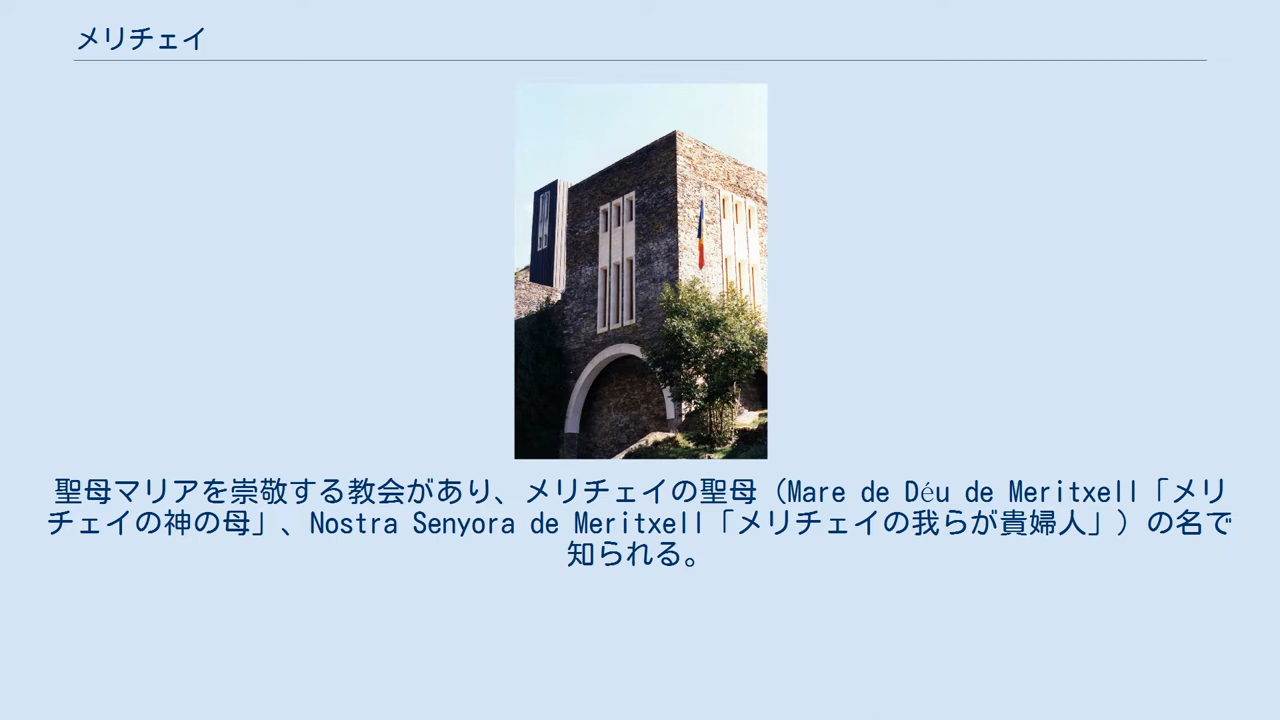 メリチェイ
聖母マリアを崇敬する教会があり、メリチェイの聖母（Mare de Déu de Meritxell「メリ
チェイの神の母」、Nostra Senyora de Meritxell「メリチェイの我らが貴婦人」）の名で
知られる。